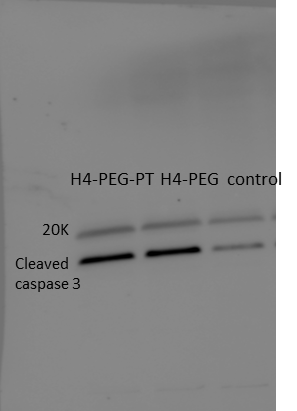 H4-PEG-PT H4-PEG control
20K
Cleaved
caspase 3